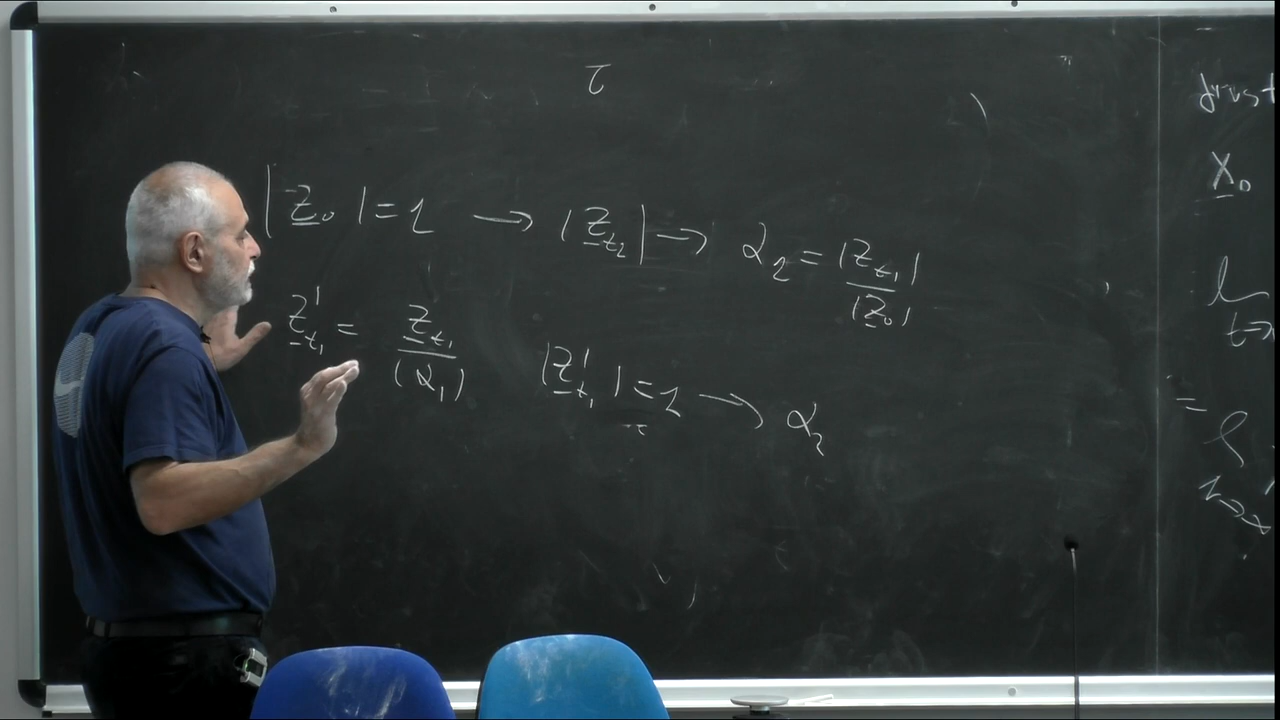 τ
|z₀| = 1 → |z_{t₂}| → α₂ = |z_{t₁}| / |z₀|
z'_{t₁} = z_{t₁} / (α₁)   |z'_{t₁}| = 1 → α₂
x₀